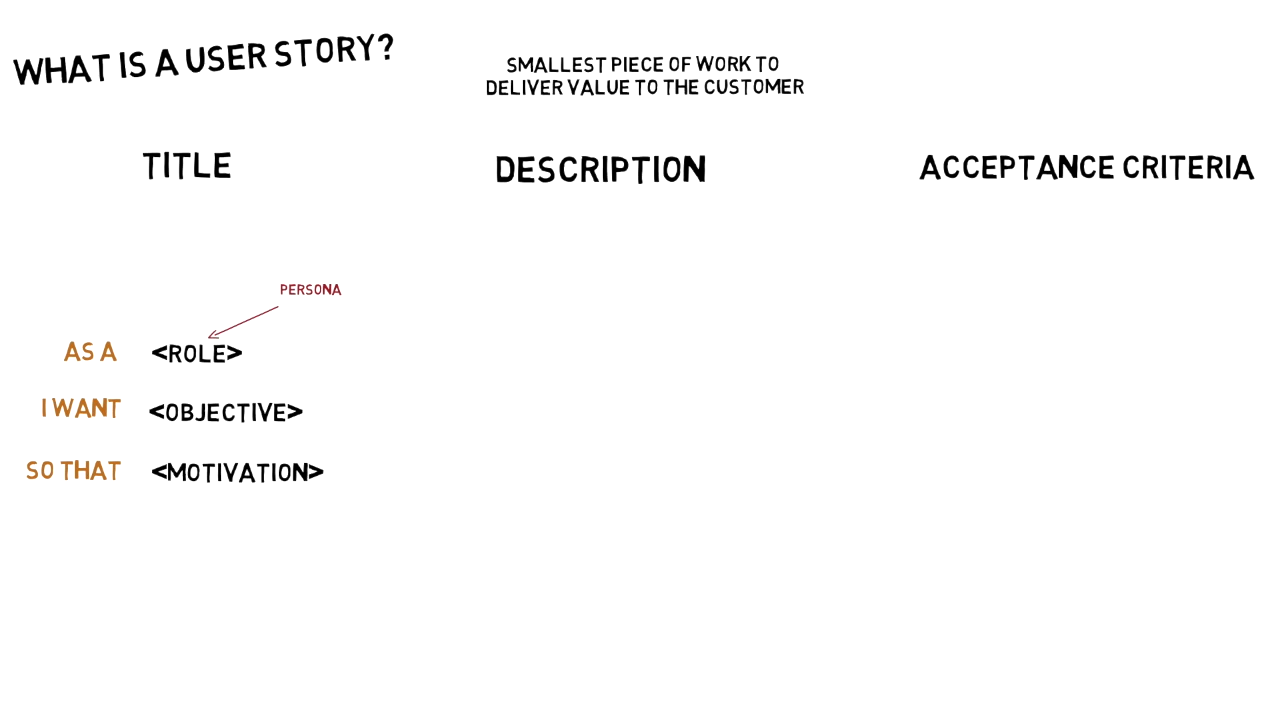 WHAT IS A USER STORY?
SMALLEST PIECE OF WORK TO
DELIVER VALUE TO THE CUSTOMER
TITLE
DESCRIPTION
ACCEPTANCE CRITERIA
PERSONA
AS A <ROLE>
I WANT <OBJECTIVE>
SO THAT <MOTIVATION>